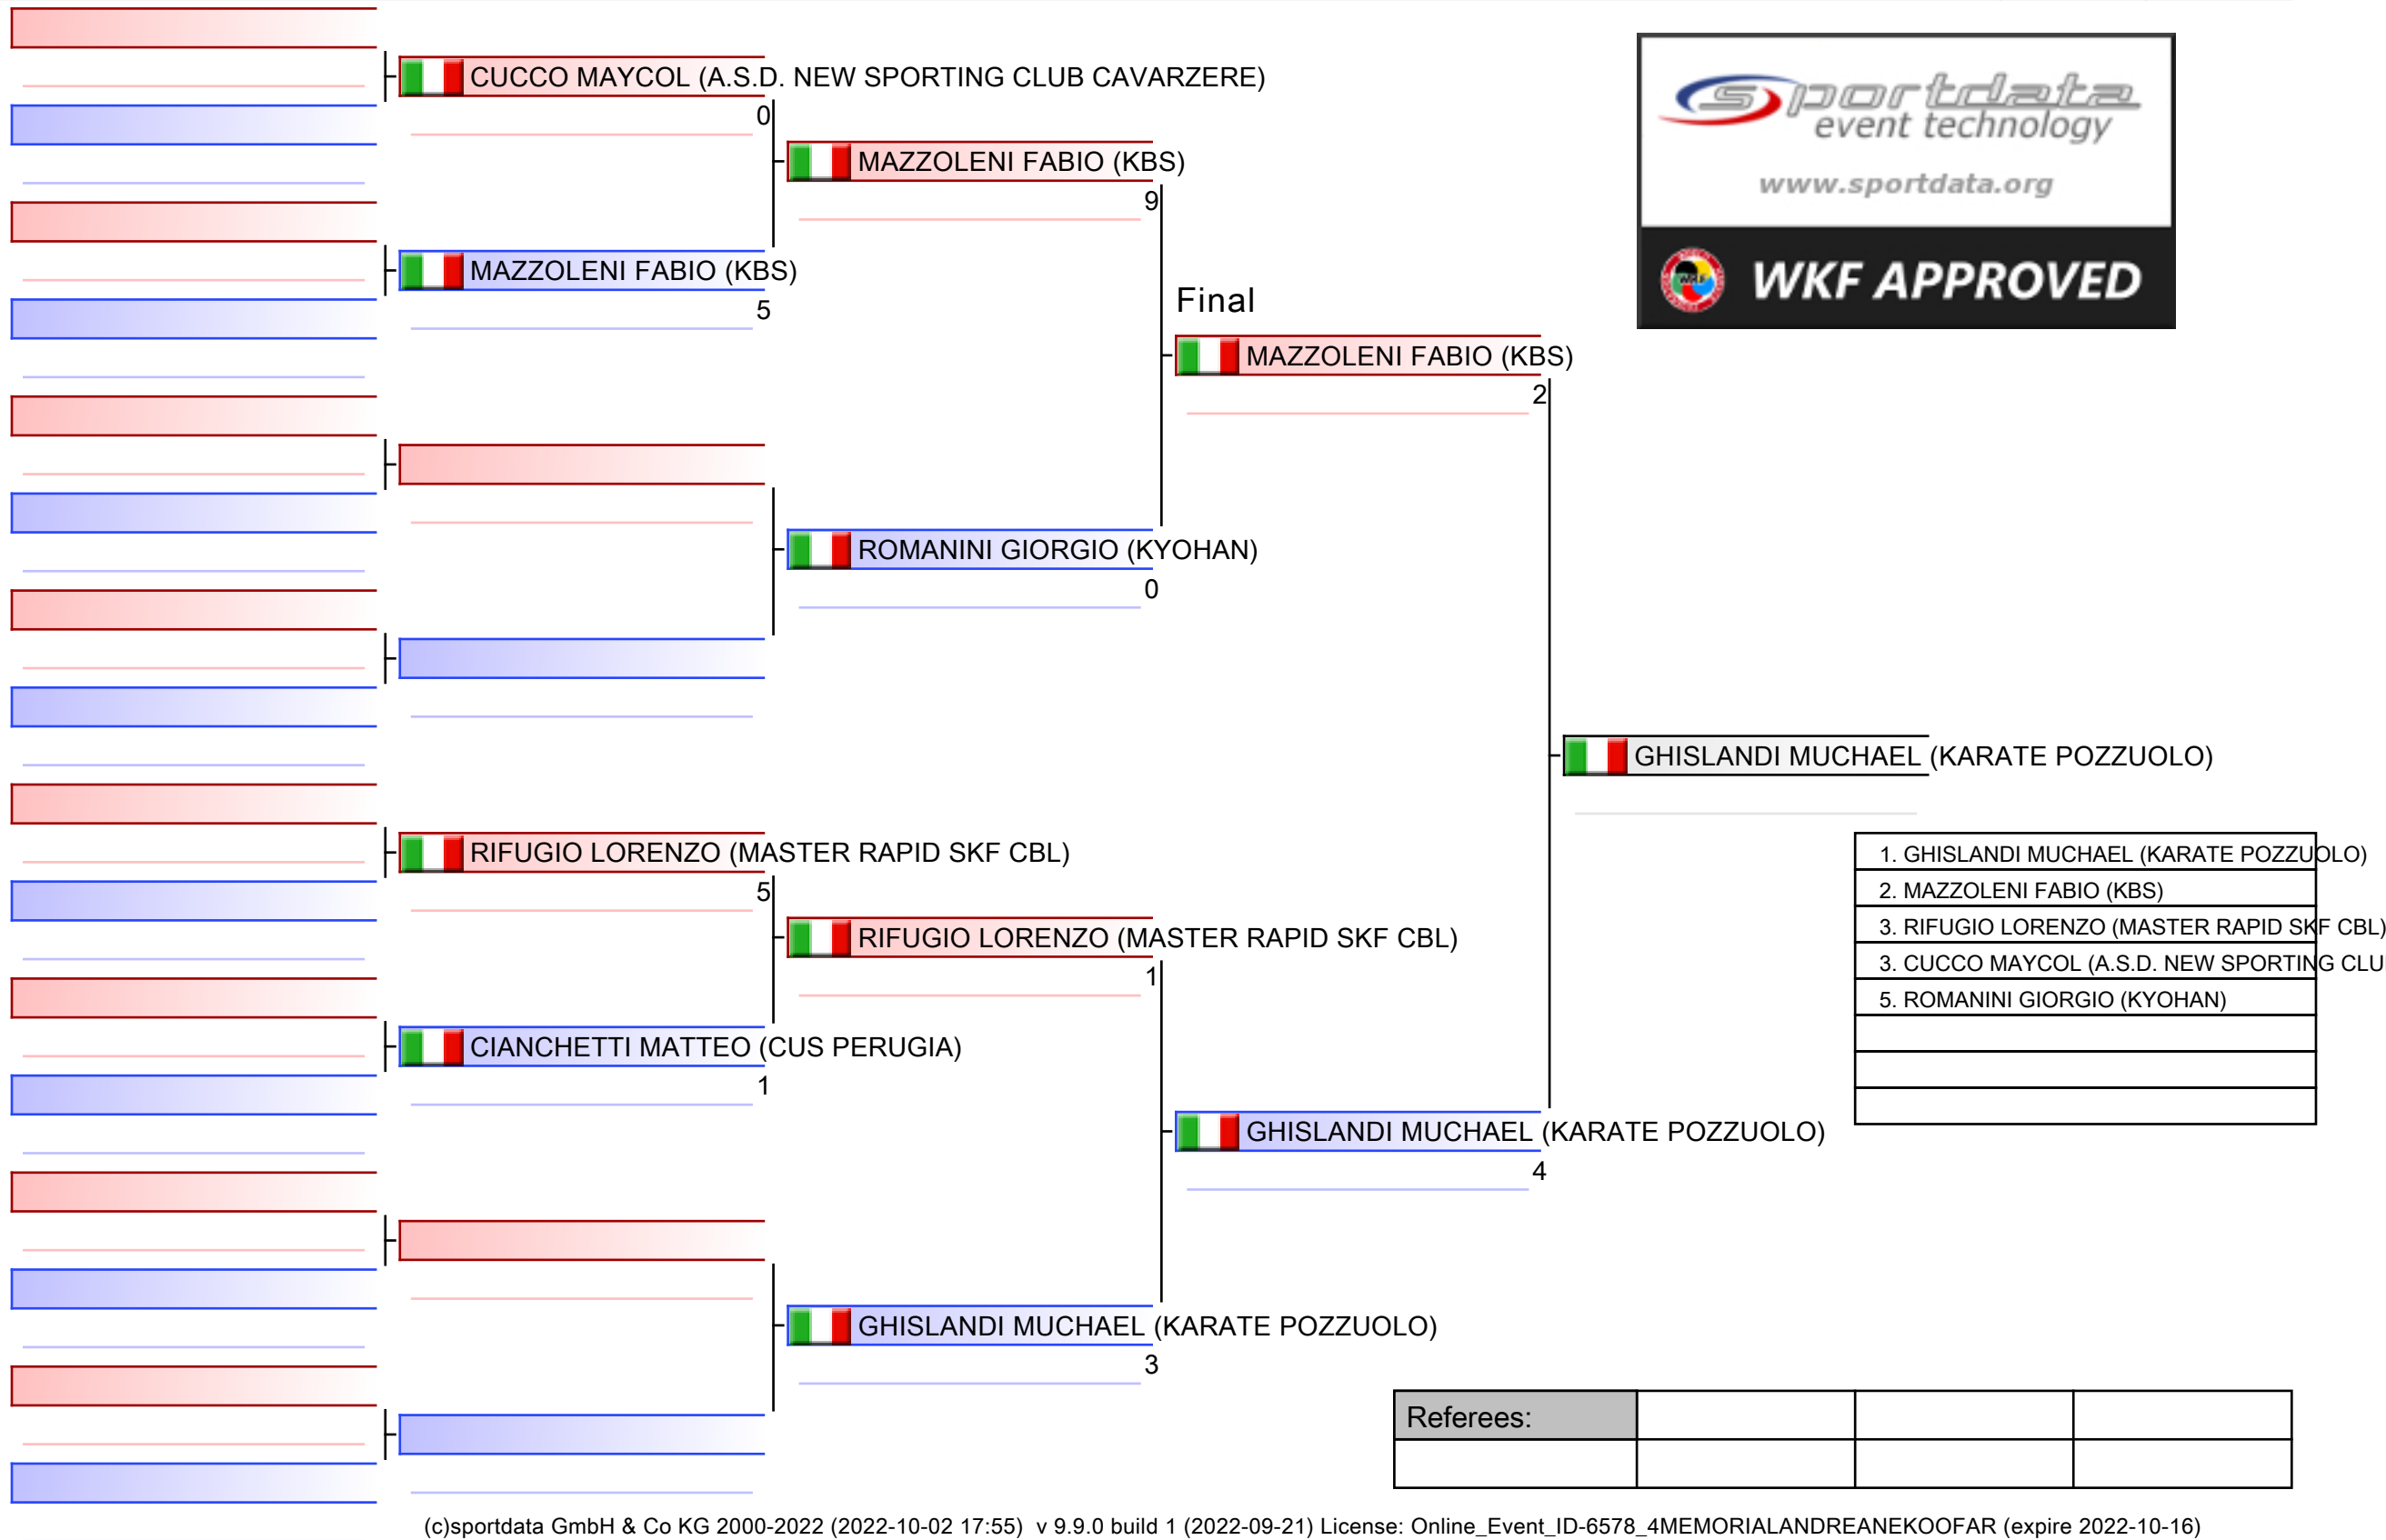 CUCCO MAYCOL (A.S.D. NEW SPORTING CLUB CAVARZERE)
0
MAZZOLENI FABIO (KBS)
9
MAZZOLENI FABIO (KBS)
5
sportdata
event technology
www.sportdata.org
WKF APPROVED
Final
MAZZOLENI FABIO (KBS)
2
ROMANINI GIORGIO (KYOHAN)
0
GHISLANDI MUCHAEL (KARATE POZZUOLO)
RIFUGIO LORENZO (MASTER RAPID SKF CBL)
5
RIFUGIO LORENZO (MASTER RAPID SKF CBL)
1
CIANCHETTI MATTEO (CUS PERUGIA)
1
GHISLANDI MUCHAEL (KARATE POZZUOLO)
4
GHISLANDI MUCHAEL (KARATE POZZUOLO)
3
1. GHISLANDI MUCHAEL (KARATE POZZUOLO)
2. MAZZOLENI FABIO (KBS)
3. RIFUGIO LORENZO (MASTER RAPID SKF CBL)
3. CUCCO MAYCOL (A.S.D. NEW SPORTING CLU
5. ROMANINI GIORGIO (KYOHAN)
Referees:
(c)sportdata GmbH & Co KG 2000-2022 (2022-10-02 17:55) v 9.9.0 build 1 (2022-09-21) License: Online_Event_ID-6578_4MEMORIALANDREANEKOOFAR (expire 2022-10-16)